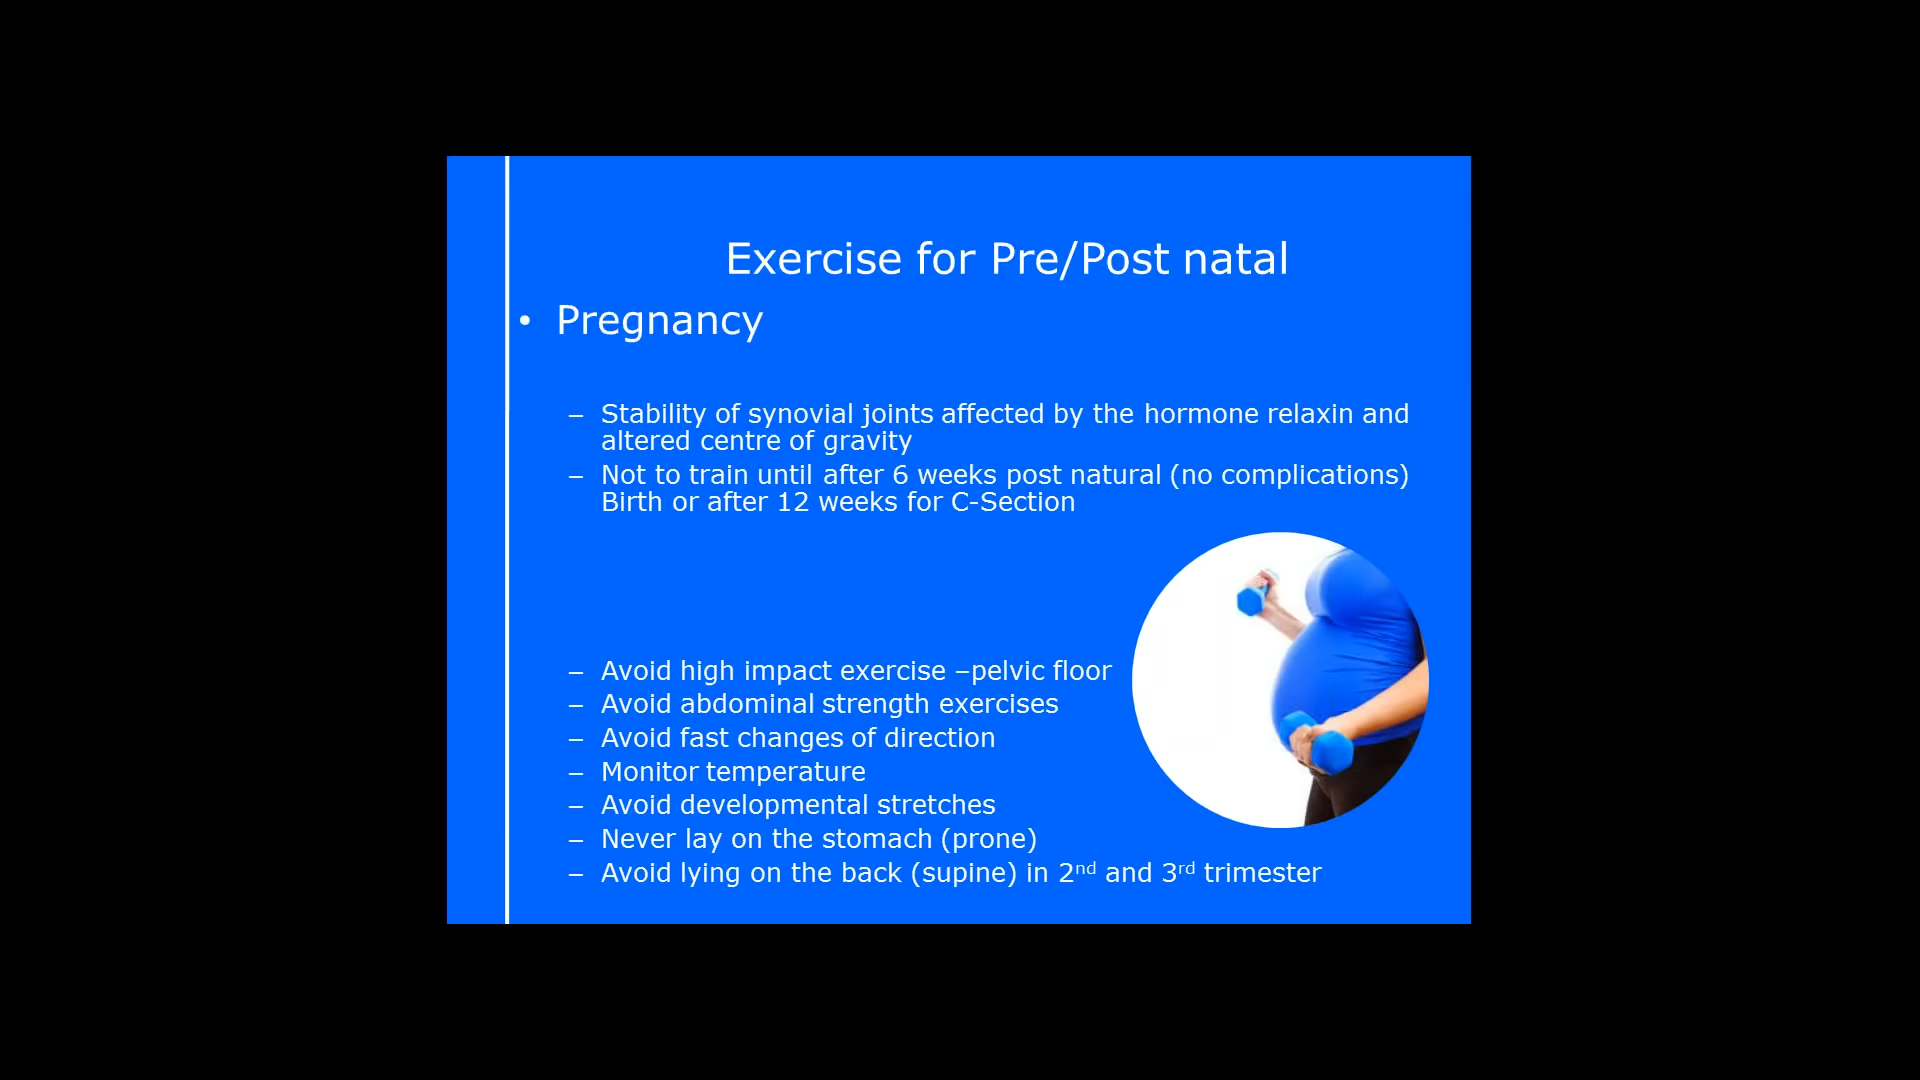 Exercise for Pre/Post natal
• Pregnancy
– Stability of synovial joints affected by the hormone relaxin and
altered centre of gravity
– Not to train until after 6 weeks post natural (no complications)
Birth or after 12 weeks for C-Section
– Avoid high impact exercise –pelvic floor
– Avoid abdominal strength exercises
– Avoid fast changes of direction
– Monitor temperature
– Avoid developmental stretches
– Never lay on the stomach (prone)
– Avoid lying on the back (supine) in 2nd and 3rd trimester